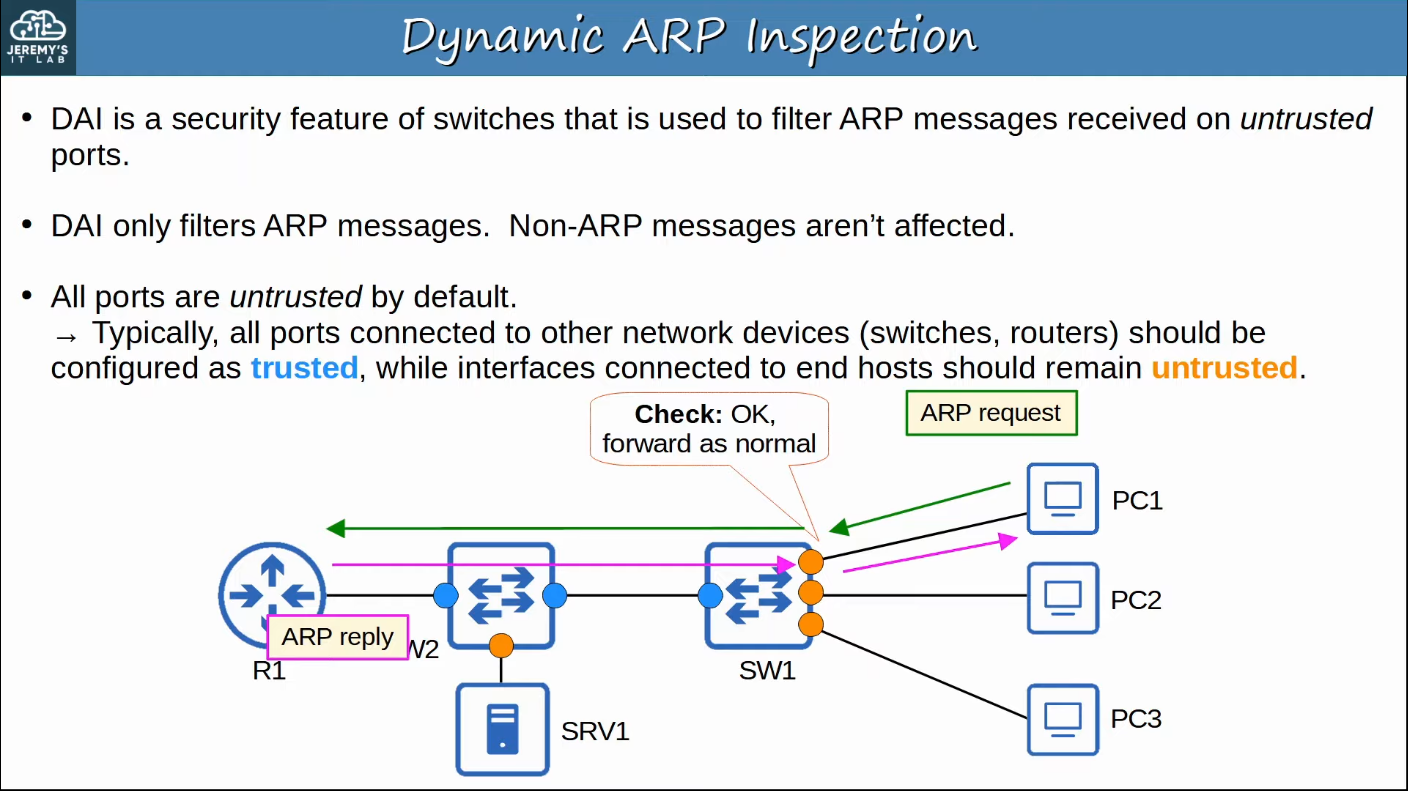 JEREMY'S
IT LAB
Dynamic ARP Inspection
• DAI is a security feature of switches that is used to filter ARP messages received on untrusted
ports.
• DAI only filters ARP messages.  Non-ARP messages aren’t affected.
• All ports are untrusted by default.
→ Typically, all ports connected to other network devices (switches, routers) should be
configured as trusted, while interfaces connected to end hosts should remain untrusted.
Check: OK,
forward as normal
ARP request
PC1
PC2
ARP reply
W2
R1
SW1
SRV1
PC3